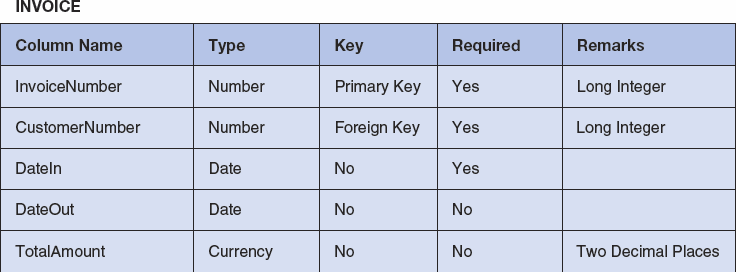 INVOICE
Column Name Type Key Required Remarks
InvoiceNumber Number Primary Key Yes Long Integer
CustomerNumber Number Foreign Key Yes Long Integer
DateIn Date No Yes
DateOut Date No No
TotalAmount Currency No No Two Decimal Places